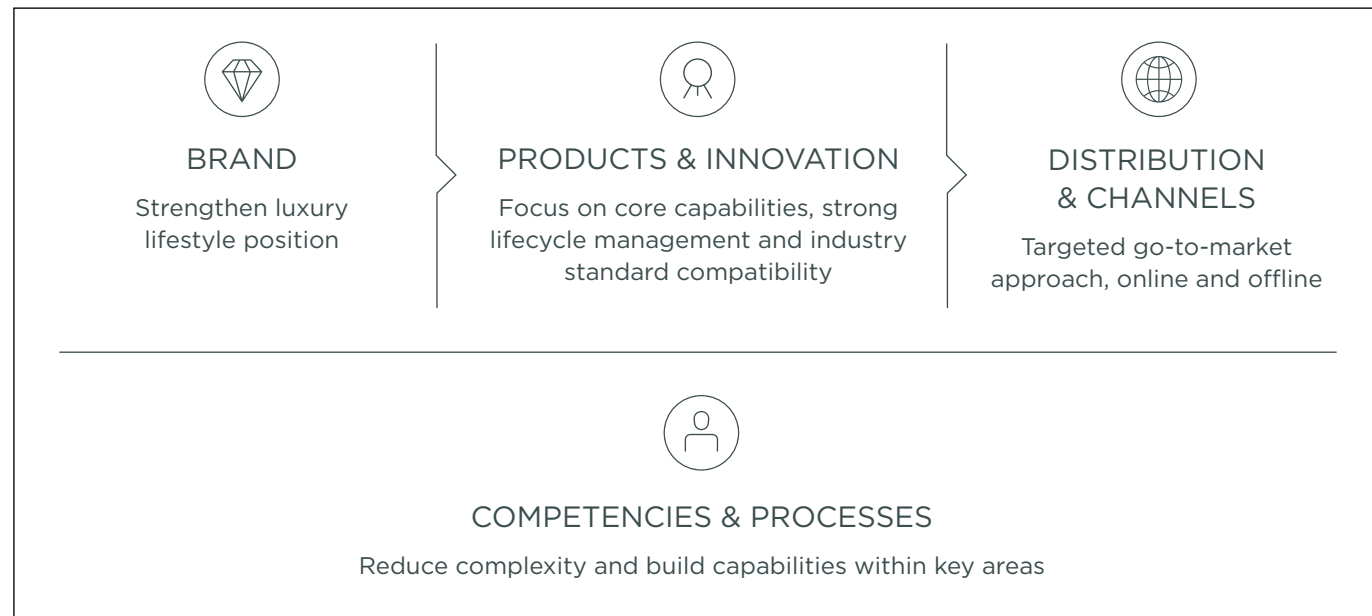 BRAND
Strengthen luxury
lifestyle position
PRODUCTS & INNOVATION
Focus on core capabilities, strong
lifecycle management and industry
standard compatibility
DISTRIBUTION
& CHANNELS
Targeted go-to-market
approach, online and offline
COMPETENCIES & PROCESSES
Reduce complexity and build capabilities within key areas